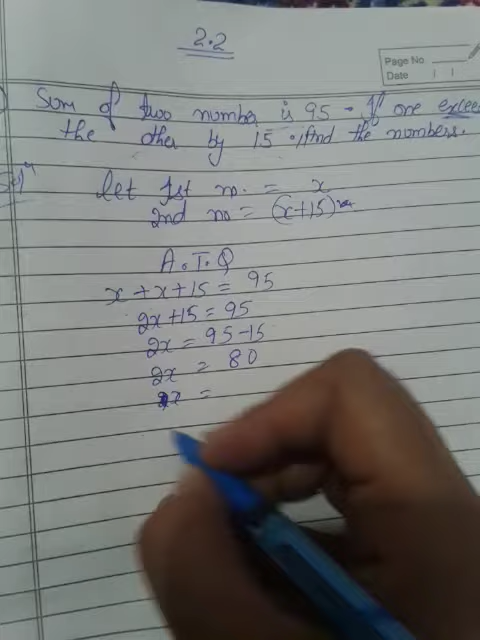 2.2
Page No
Date
Sum of two number is 95. If one excee
the other by 15, find the numbers.
Let 1st no. = x
2nd no = (x+15)
A.T.Q
x + x + 15 = 95
2x + 15 = 95
2x = 95 - 15
2x = 80
=